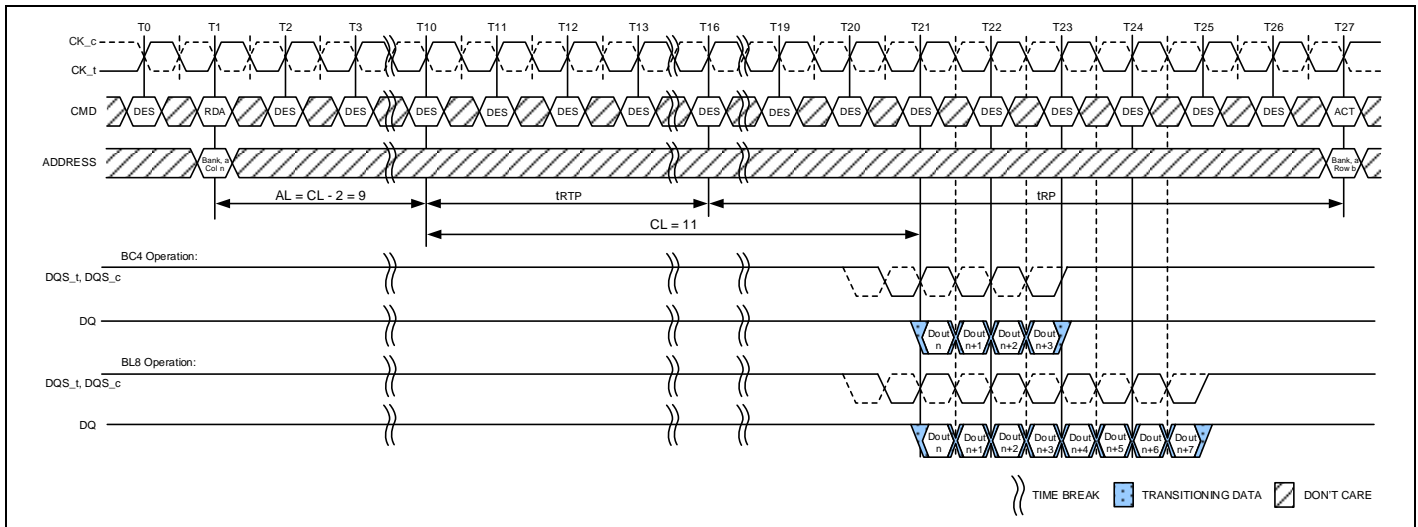 T0 T1 T2 T3 T10 T11 T12 T13 T16 T19 T20 T21 T22 T23 T24 T25 T26 T27
CK_c
CK_t
CMD DES RDA DES DES DES DES DES DES DES DES DES DES DES DES DES DES DES ACT
ADDRESS Bank, a Bank, a
Col n Row b
AL = CL - 2 = 9 tRTP tRP
CL = 11
BC4 Operation:
DQS_t, DQS_c
DQ Dout Dout Dout Dout
n n+1 n+2 n+3
BL8 Operation:
DQS_t, DQS_c
DQ Dout Dout Dout Dout Dout Dout Dout Dout
n n+1 n+2 n+3 n+4 n+5 n+6 n+7
TIME BREAK TRANSITIONING DATA DON'T CARE